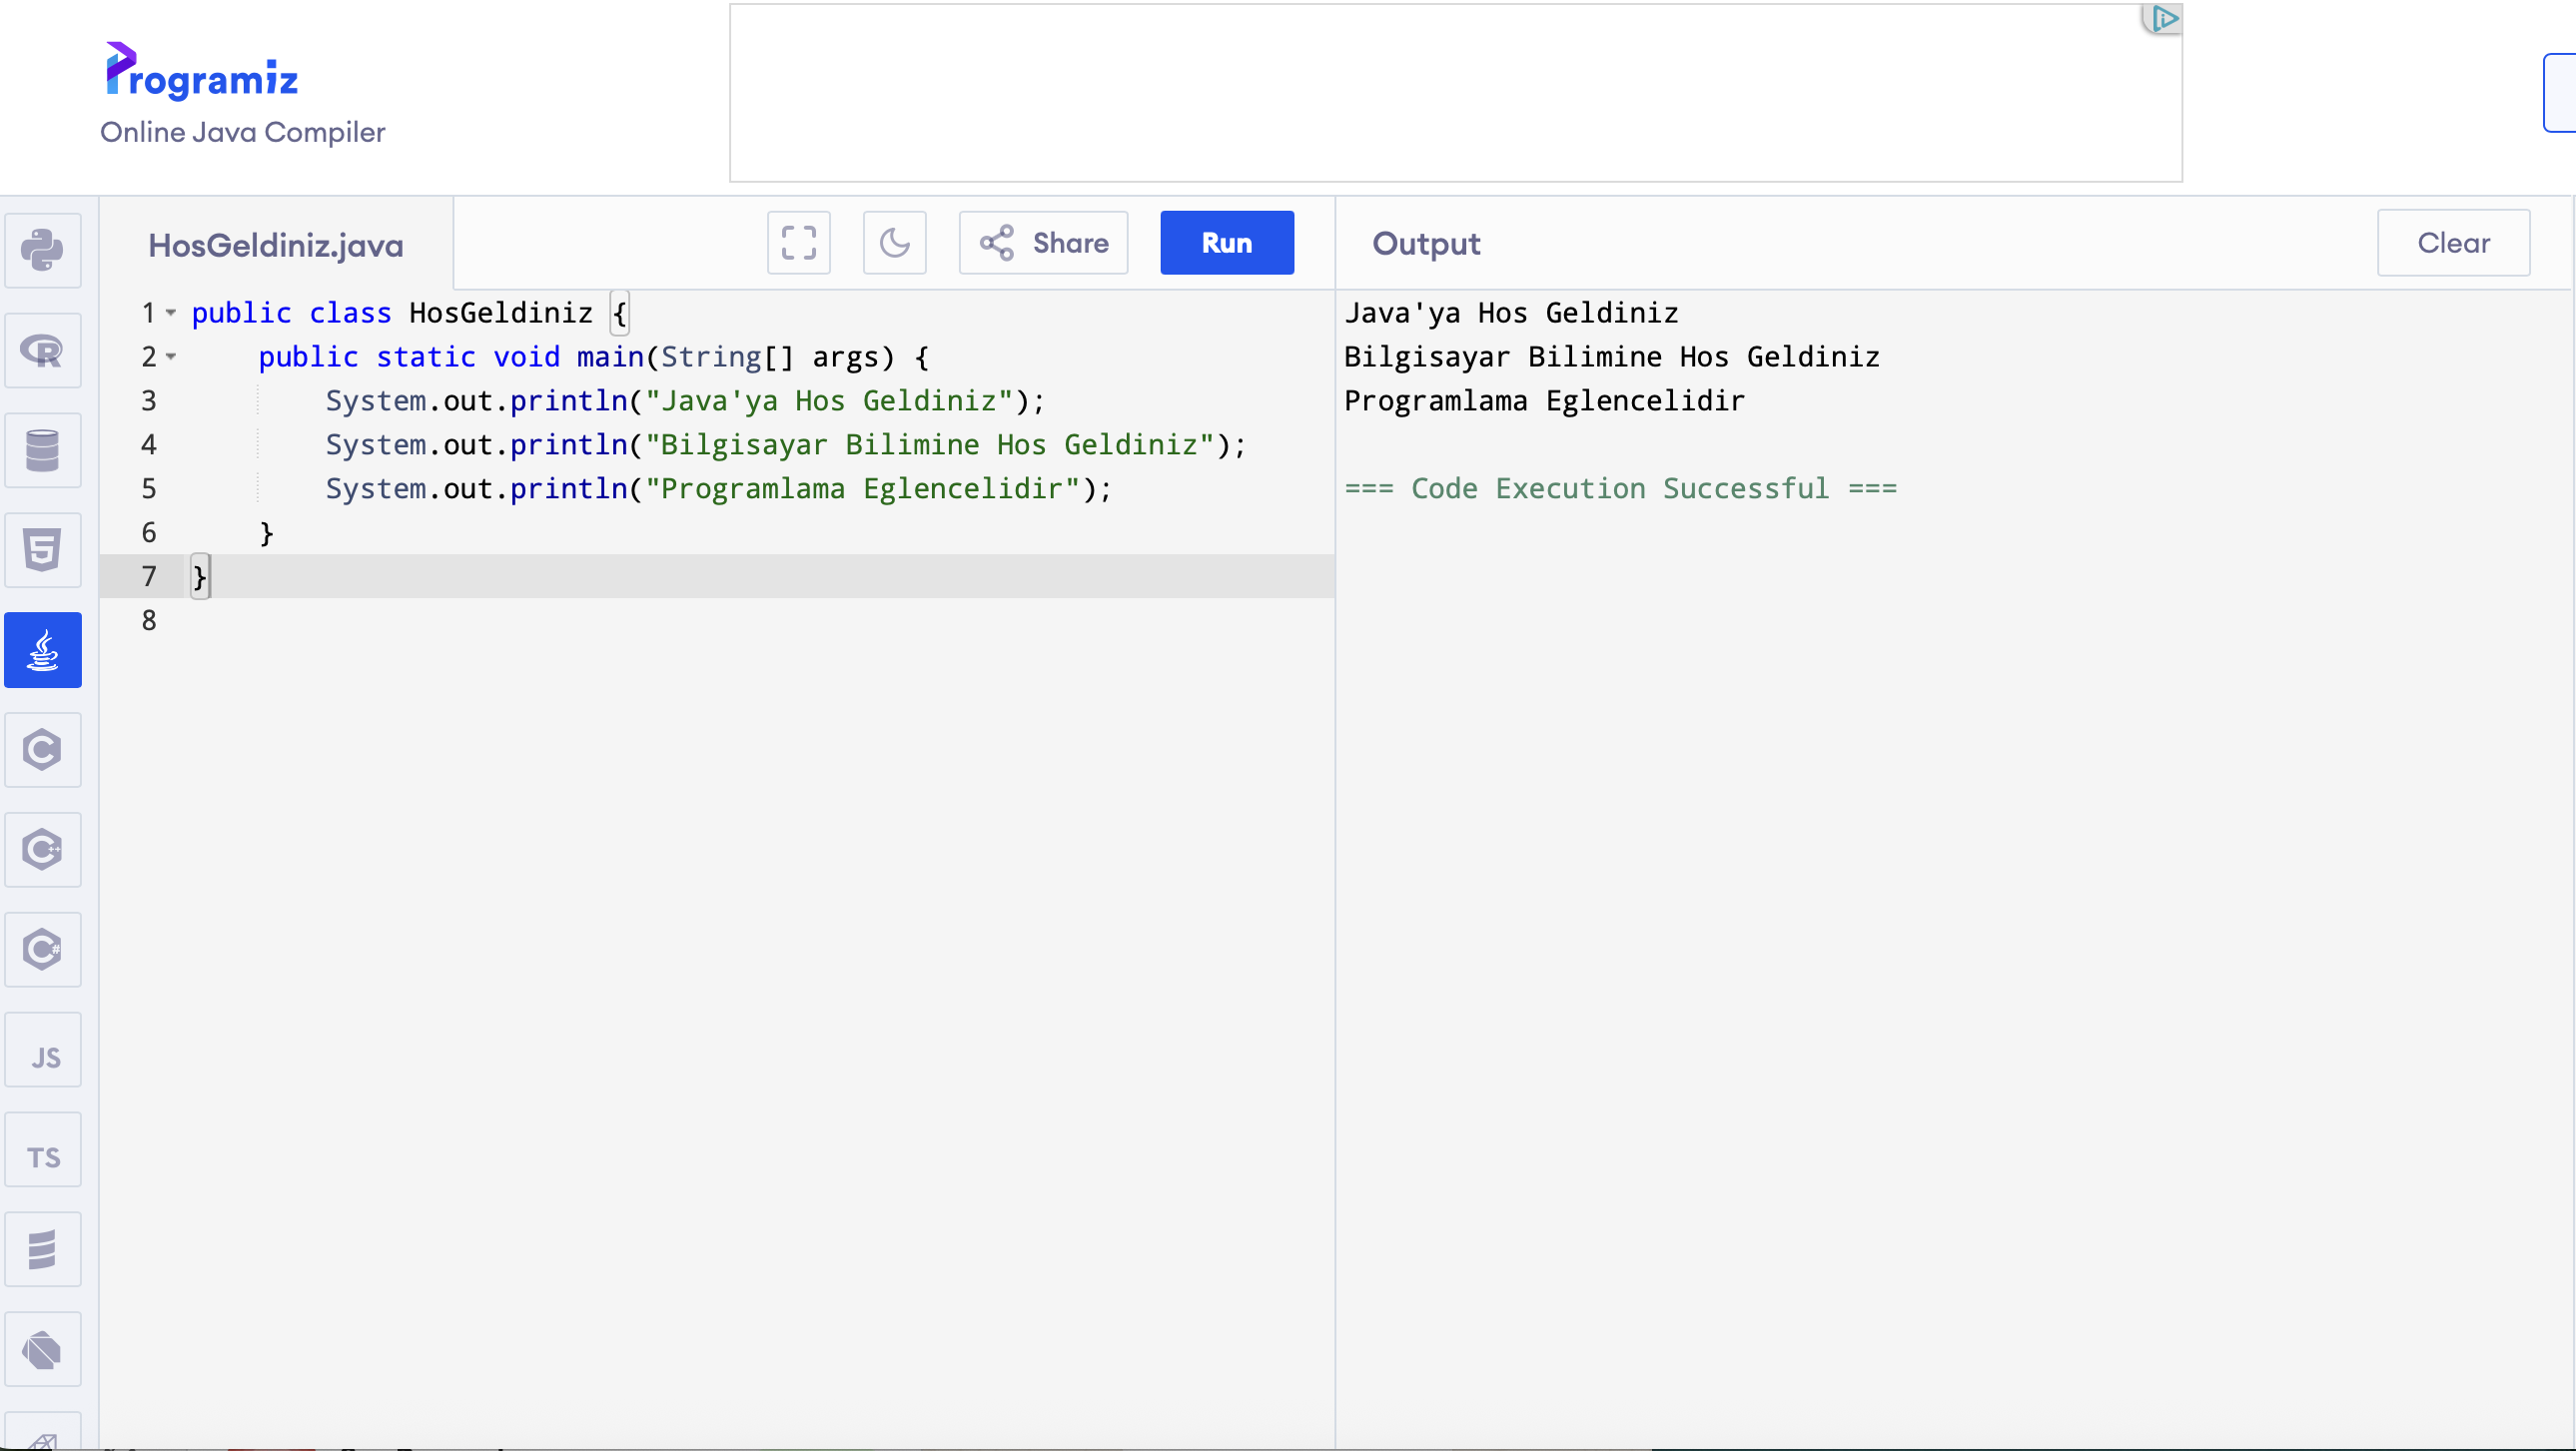 Programiz
Online Java Compiler
HosGeldiniz.java
Share
Run
Output
Clear
1 public class HosGeldiniz {
2 public static void main(String[] args) {
3 System.out.println("Java'ya Hos Geldiniz");
4 System.out.println("Bilgisayar Bilimine Hos Geldiniz");
5 System.out.println("Programlama Eglencelidir");
6 }
7 }
8
Java'ya Hos Geldiniz
Bilgisayar Bilimine Hos Geldiniz
Programlama Eglencelidir
=== Code Execution Successful ===
R
5
C
C++
C#
JS
TS